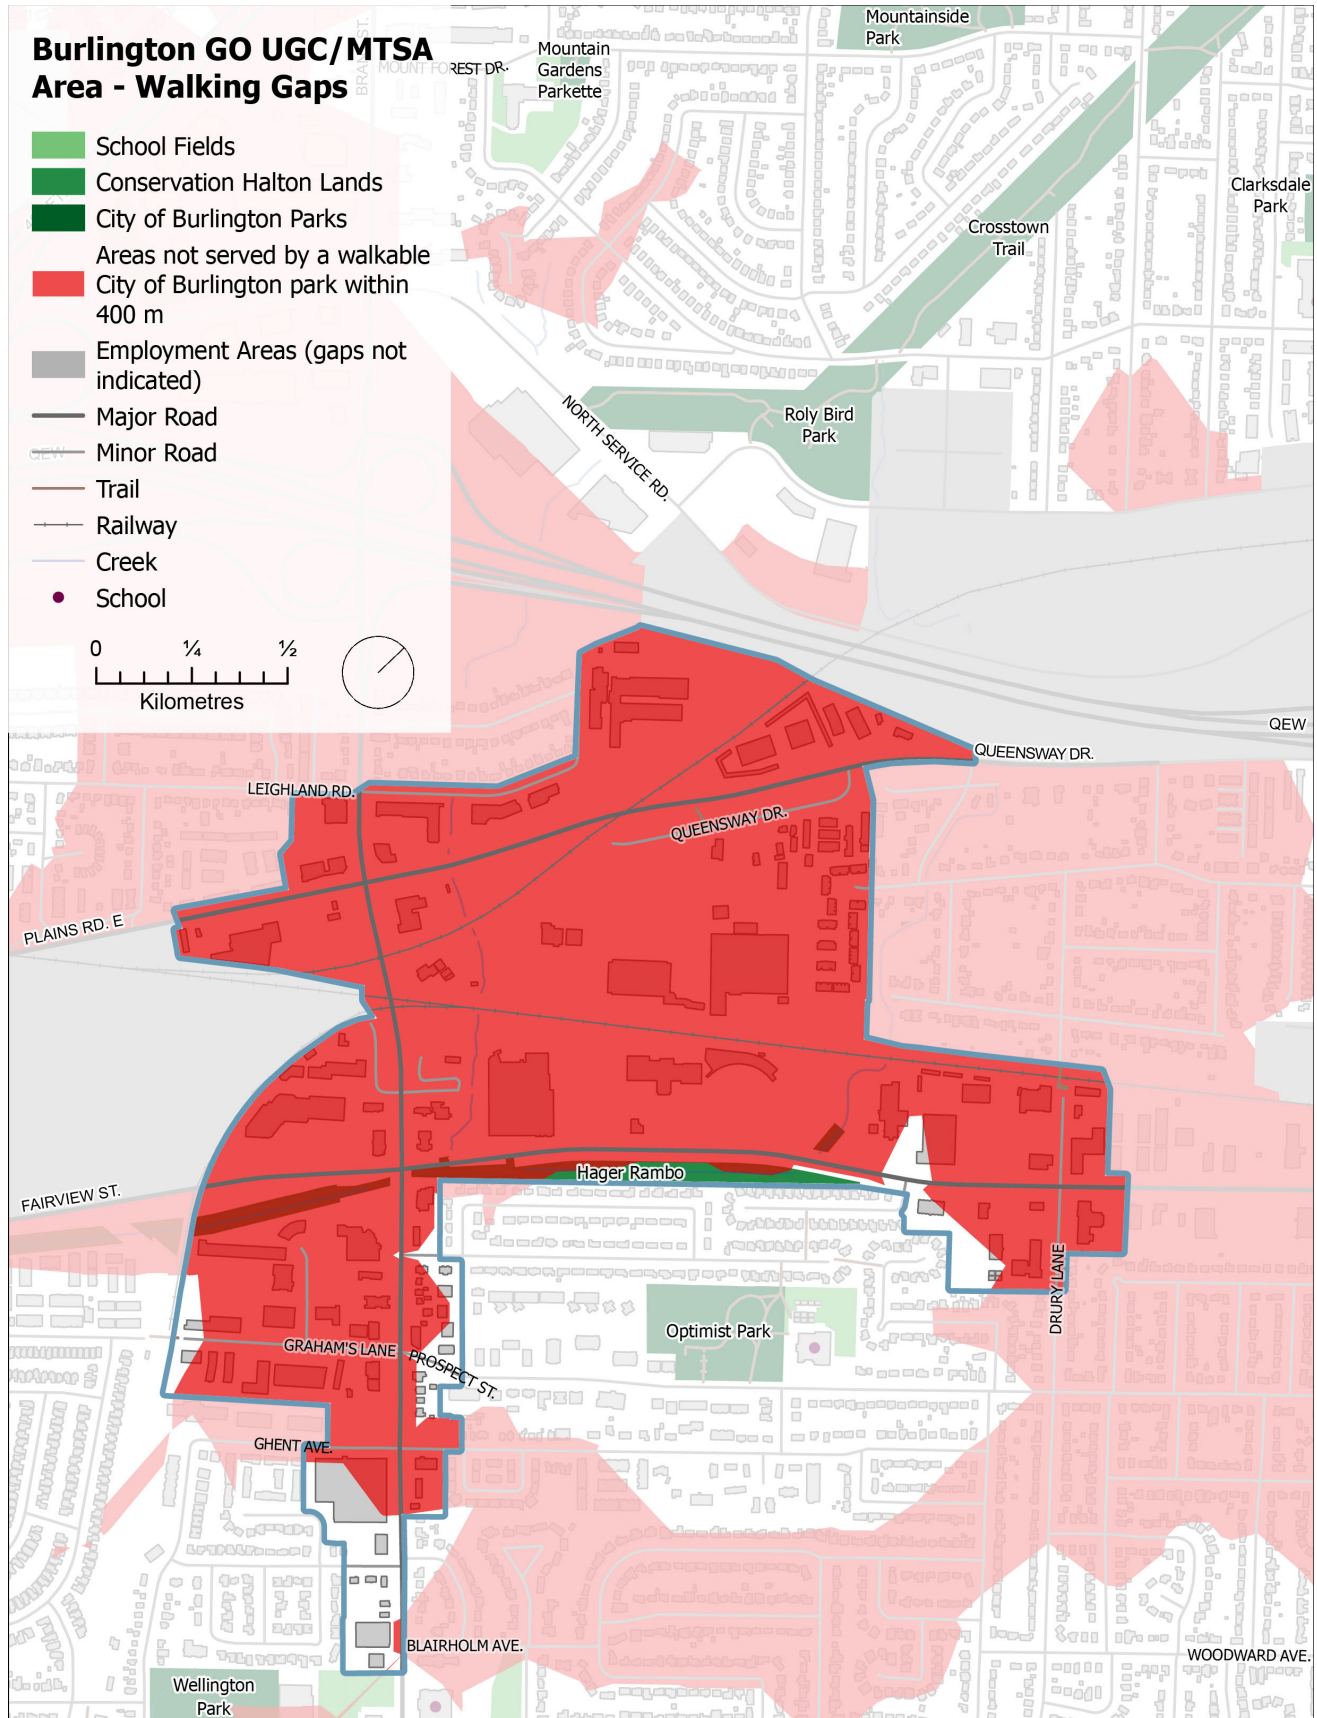 Burlington GO UGC/MTSA
Area - Walking Gaps
School Fields
Conservation Halton Lands
City of Burlington Parks
Areas not served by a walkable
City of Burlington park within
400 m
Employment Areas (gaps not
indicated)
Major Road
Minor Road
Trail
Railway
Creek
School
0 ¼ ½
Kilometres
BRANT ST.
MOUNT FOREST DR.
QEW
Mountain
Gardens
Parkette
Mountainside
Park
Clarksdale
Park
Crosstown
Trail
Roly Bird
Park
NORTH SERVICE RD.
QEW
QUEENSWAY DR.
LEIGHLAND RD.
QUEENSWAY DR.
PLAINS RD. E
Hager Rambo
FAIRVIEW ST.
DRURY LANE
Optimist Park
GRAHAM'S LANE
PROSPECT ST.
GHENT AVE.
BLAIRHOLM AVE.
WOODWARD AVE.
Wellington
Park